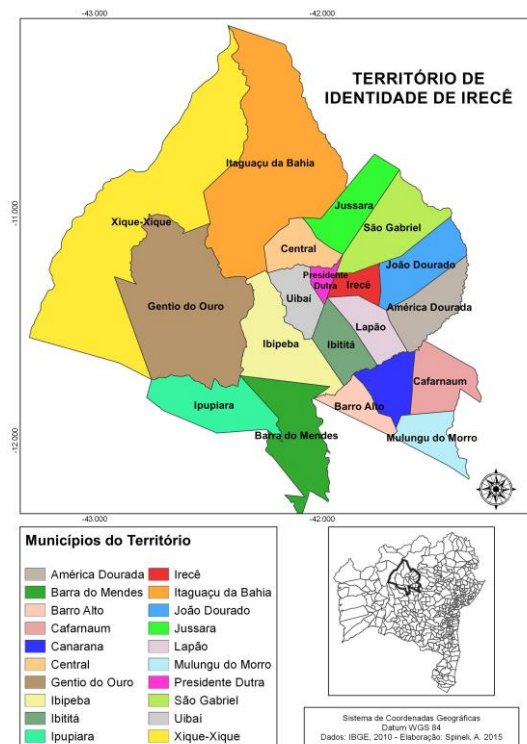 -43.000
-42.000
TERRITÓRIO DE
IDENTIDADE DE IRECÊ
Itaguaçu da Bahia
-11.000
-11.000
Jussara
Xique-Xique
São Gabriel
Central
João Dourado
Presidente
Dutra
Irecê
Gentio do Ouro
Uibaí
América Dourada
Lapão
Ibititá
Ibipeba
Cafarnaum
Ipupiara
Barro Alto
-12.000
-12.000
Barra do Mendes
Mulungu do Morro
-43.000
-42.000
Municípios do Território
América Dourada
Barra do Mendes
Barro Alto
Cafarnaum
Canarana
Central
Gentio do Ouro
Ibipeba
Ibititá
Ipupiara
Irecê
Itaguaçu da Bahia
João Dourado
Jussara
Lapão
Mulungu do Morro
Presidente Dutra
São Gabriel
Uibaí
Xique-Xique
Sistema de Coordenadas Geográficas
Datum WGS 84
Dados: IBGE, 2010 - Elaboração: Spineli, A. 2015